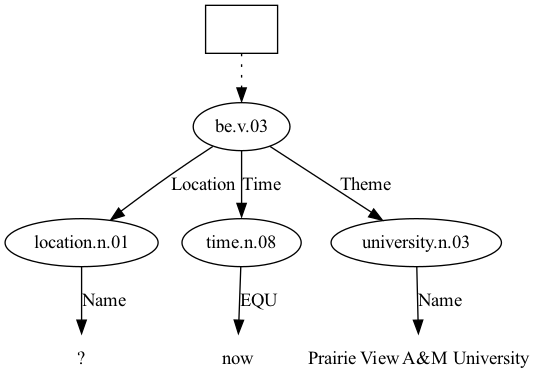 be.v.03
Location Time Theme
location.n.01 time.n.08 university.n.03
Name EQU Name
? now Prairie View A&M University